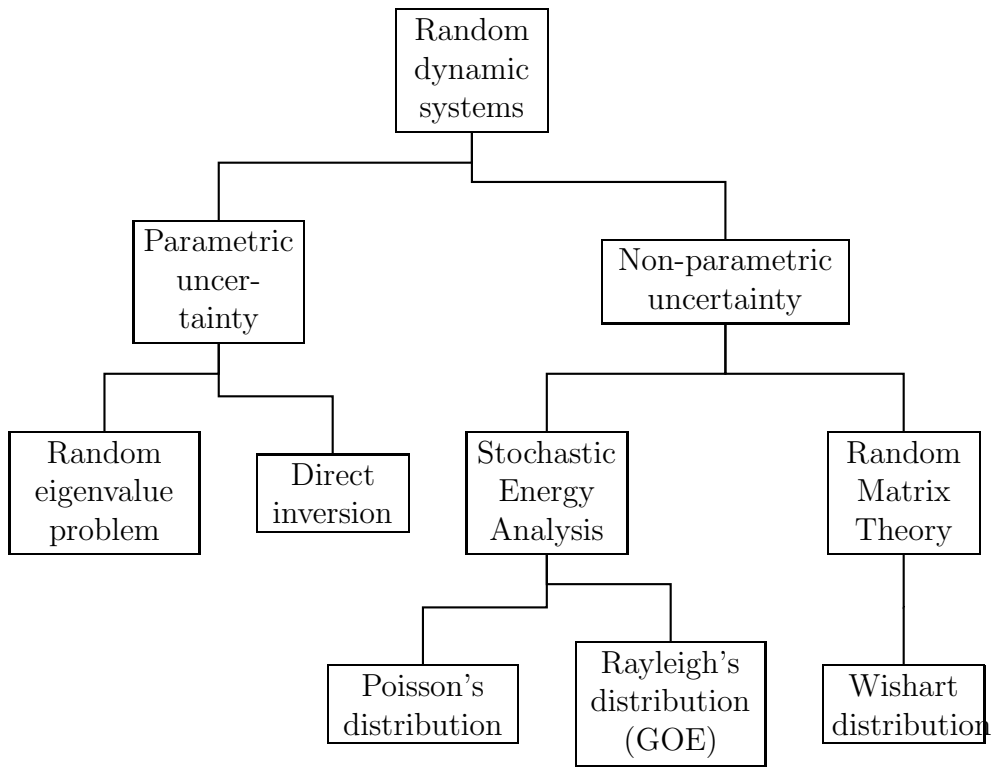 Random
dynamic
systems
Parametric
uncer-
tainty
Non-parametric
uncertainty
Random
eigenvalue
problem
Direct
inversion
Stochastic
Energy
Analysis
Random
Matrix
Theory
Poisson's
distribution
Rayleigh's
distribution
(GOE)
Wishart
distribution